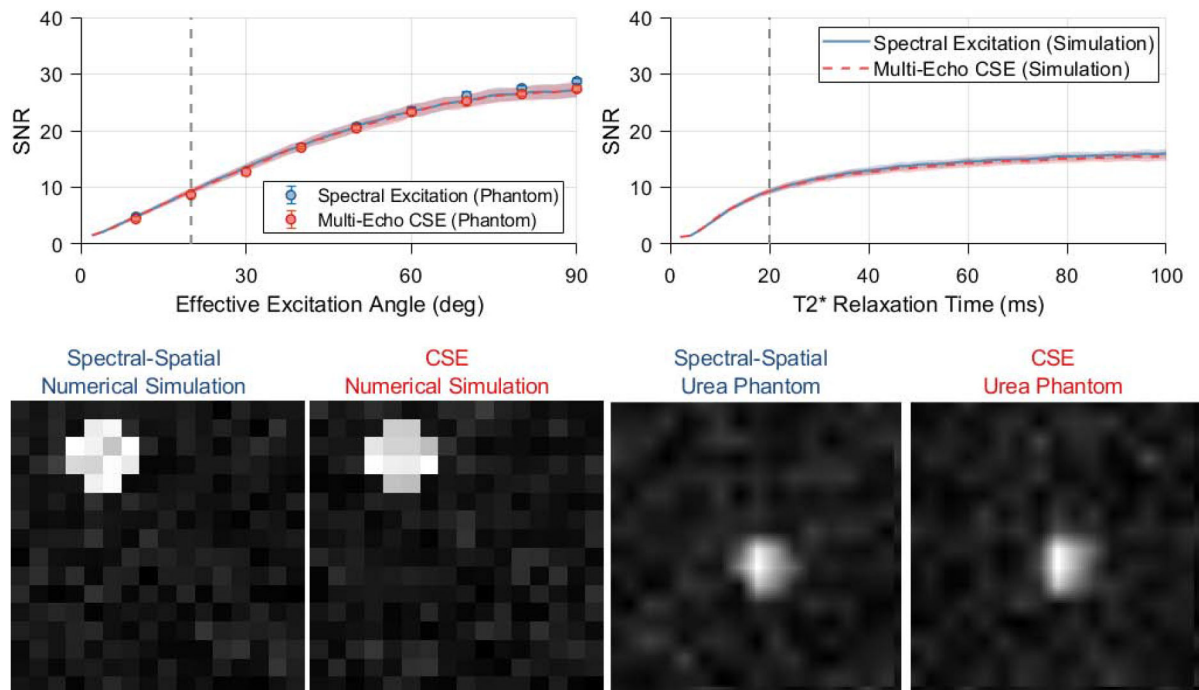 40
30
20
10
0
SNR
0
30
60
90
Effective Excitation Angle (deg)
Spectral Excitation (Phantom)
Multi-Echo CSE (Phantom)
40
30
20
10
0
SNR
0
20
40
60
80
100
T2* Relaxation Time (ms)
Spectral Excitation (Simulation)
Multi-Echo CSE (Simulation)
Spectral-Spatial
Numerical Simulation
CSE
Numerical Simulation
Spectral-Spatial
Urea Phantom
CSE
Urea Phantom